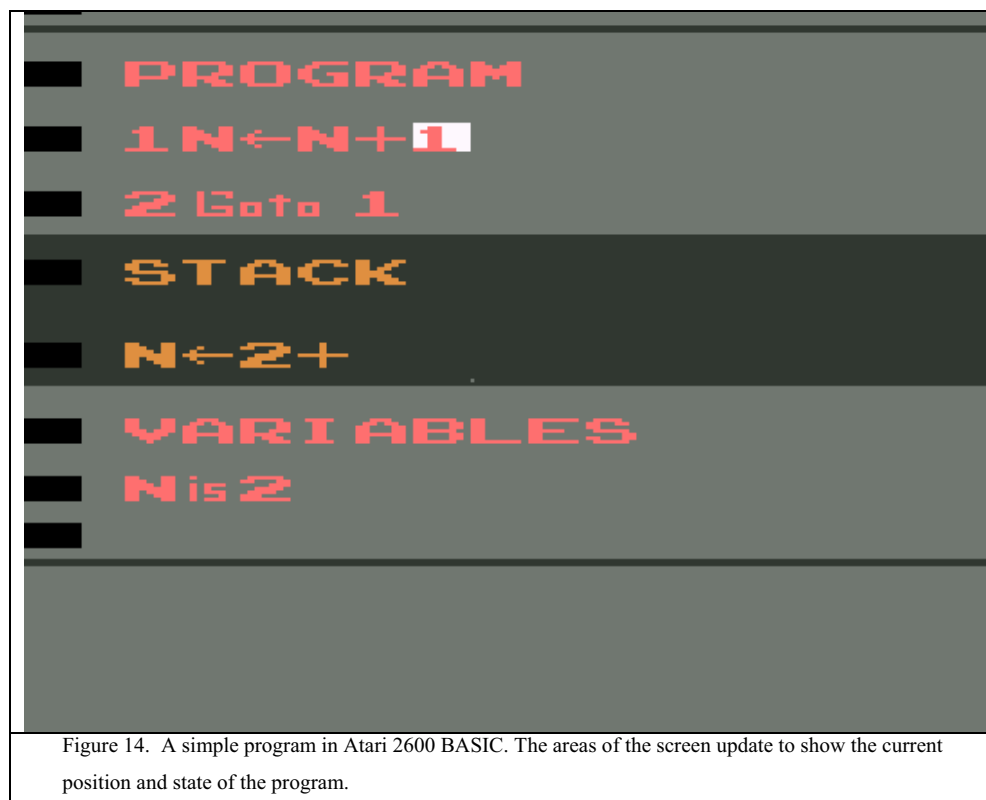 PROGRAM
1N←N+1
2 Goto 1
STACK
N←2+
VARIABLES
N is 2
Figure 14. A simple program in Atari 2600 BASIC. The areas of the screen update to show the current
position and state of the program.